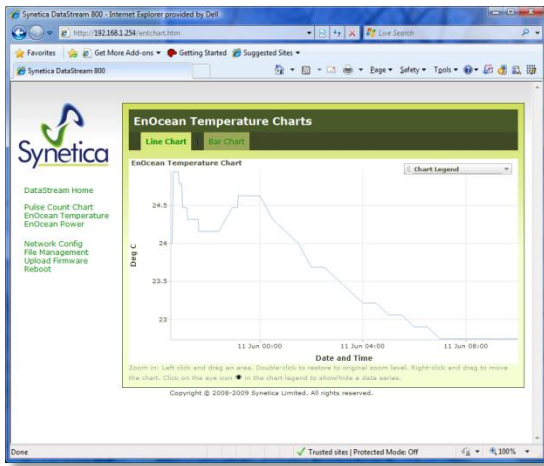 Synetica DataStream 800 - Internet Explorer provided by Dell
http://192.168.1.254/entchart.htm
Live Search
Favorites
Get More Add-ons
Getting Started
Suggested Sites
Synetica DataStream 800
Page
Safety
Tools
Synetica
DataStream Home
Pulse Count Chart
EnOcean Temperature
EnOcean Power
Network Config
File Management
Upload Firmware
Reboot
EnOcean Temperature Charts
Line Chart
Bar Chart
EnOcean Temperature Chart
Chart Legend
Deg C
24.5
24
23.5
23
11 Jun 00:00
11 Jun 04:00
11 Jun 08:00
Date and Time
Zoom in: Left click and drag an area. Double-click to restore to original zoom level. Right-click and drag to move
the chart. Click on the eye icon in the chart legend to show/hide a data series.
Copyright © 2008-2009 Synetica Limited. All rights reserved.
Done
Trusted sites | Protected Mode: Off
100%